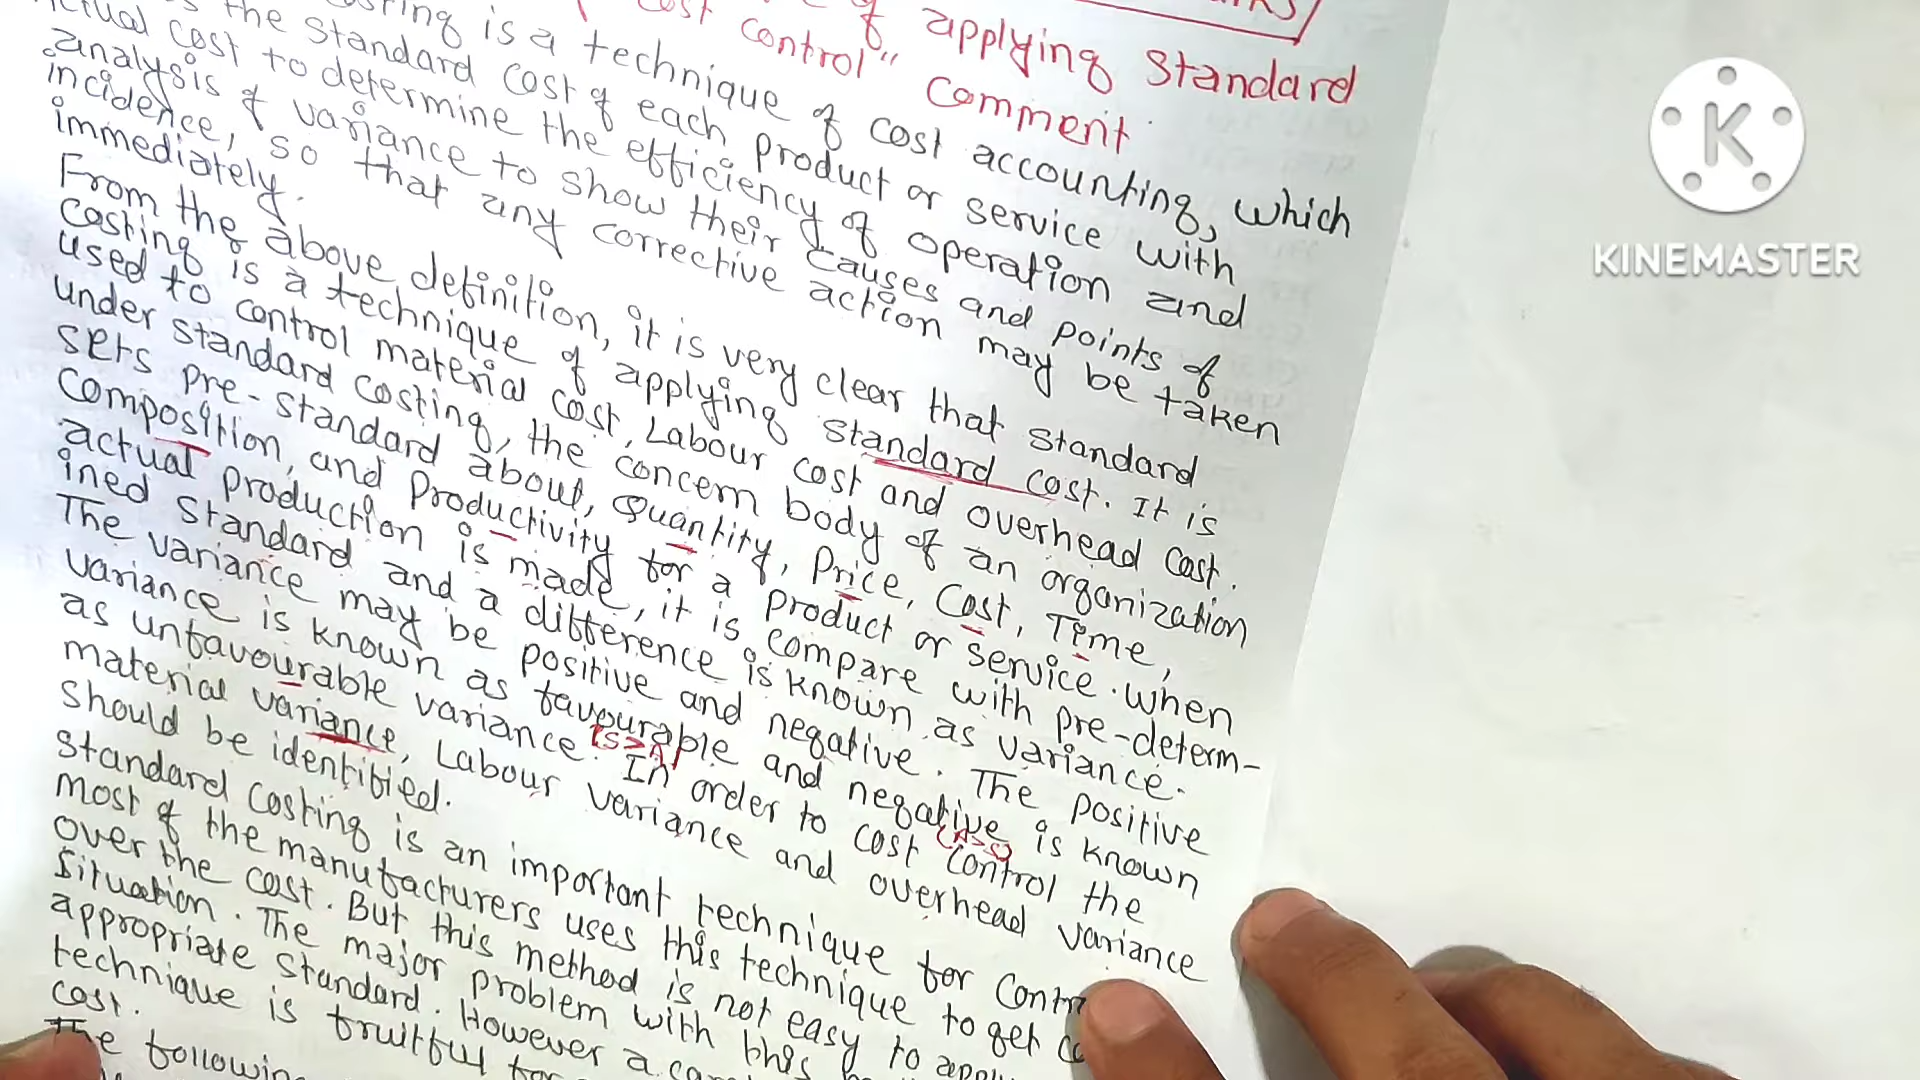 of applying Standard
Cost control" Comment
costing is a technique of cost accounting, which
the standard cost of each product or service with
actual cost to determine the efficiency of operation and
analysis of variance to show their causes and points of
incidence, so that any corrective action may be taken
immediately.
From the above definition, it is very clear that standard
costing is a technique of applying standard cost. It is
used to control material cost, Labour cost and overhead cost.
under standard costing, the concern body of an organization
sets pre-standard about, Quantity, Price, Cost, Time,
composition, and Productivity for a product or service. When
actual production is made, it is compare with pre-determ-
ined standard and a difference is known as variance.
The variance may be positive and negative. The positive
variance is known as favourable and negative is known
(S>A)
(A>S)
as unfavourable variance. In order to cost control the
material variance, Labour variance and overhead variance
should be identified.
Standard costing is an important technique for Contr
most of the manufacturers uses this technique to get
over the cost. But this method is not easy to
situation. The major problem with this
appropriate standard. However a
technique is fruitful for
cost.
The following
KINEMASTER